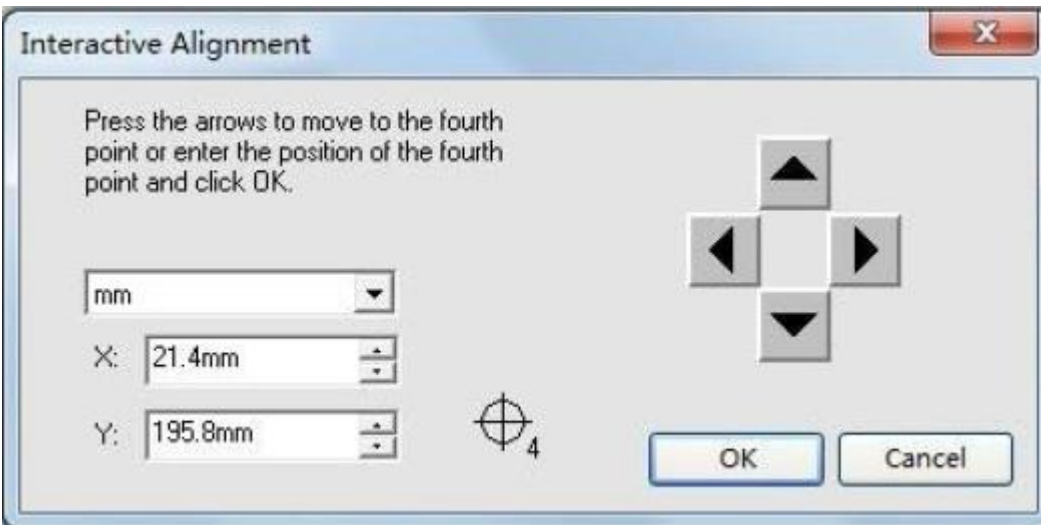 Interactive Alignment
Press the arrows to move to the fourth
point or enter the position of the fourth
point and click OK.
mm
X: 21.4mm
Y: 195.8mm
4
OK
Cancel